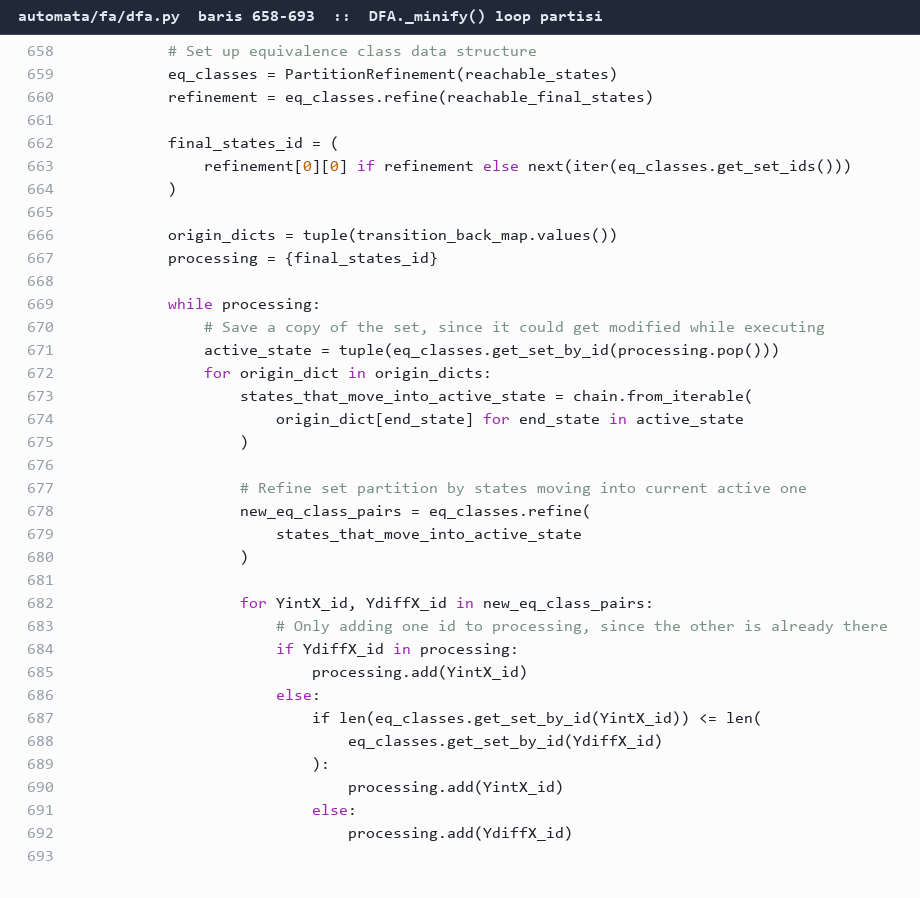 automata/fa/dfa.py  baris 658-693  ::  DFA._minify() loop partisi
658            # Set up equivalence class data structure
659            eq_classes = PartitionRefinement(reachable_states)
660            refinement = eq_classes.refine(reachable_final_states)
661
662            final_states_id = (
663                refinement[0][0] if refinement else next(iter(eq_classes.get_set_ids()))
664            )
665
666            origin_dicts = tuple(transition_back_map.values())
667            processing = {final_states_id}
668
669            while processing:
670                # Save a copy of the set, since it could get modified while executing
671                active_state = tuple(eq_classes.get_set_by_id(processing.pop()))
672                for origin_dict in origin_dicts:
673                    states_that_move_into_active_state = chain.from_iterable(
674                        origin_dict[end_state] for end_state in active_state
675                    )
676
677                    # Refine set partition by states moving into current active one
678                    new_eq_class_pairs = eq_classes.refine(
679                        states_that_move_into_active_state
680                    )
681
682                    for YintX_id, YdiffX_id in new_eq_class_pairs:
683                        # Only adding one id to processing, since the other is already there
684                        if YdiffX_id in processing:
685                            processing.add(YintX_id)
686                        else:
687                            if len(eq_classes.get_set_by_id(YintX_id)) <= len(
688                                eq_classes.get_set_by_id(YdiffX_id)
689                            ):
690                                processing.add(YintX_id)
691                            else:
692                                processing.add(YdiffX_id)
693